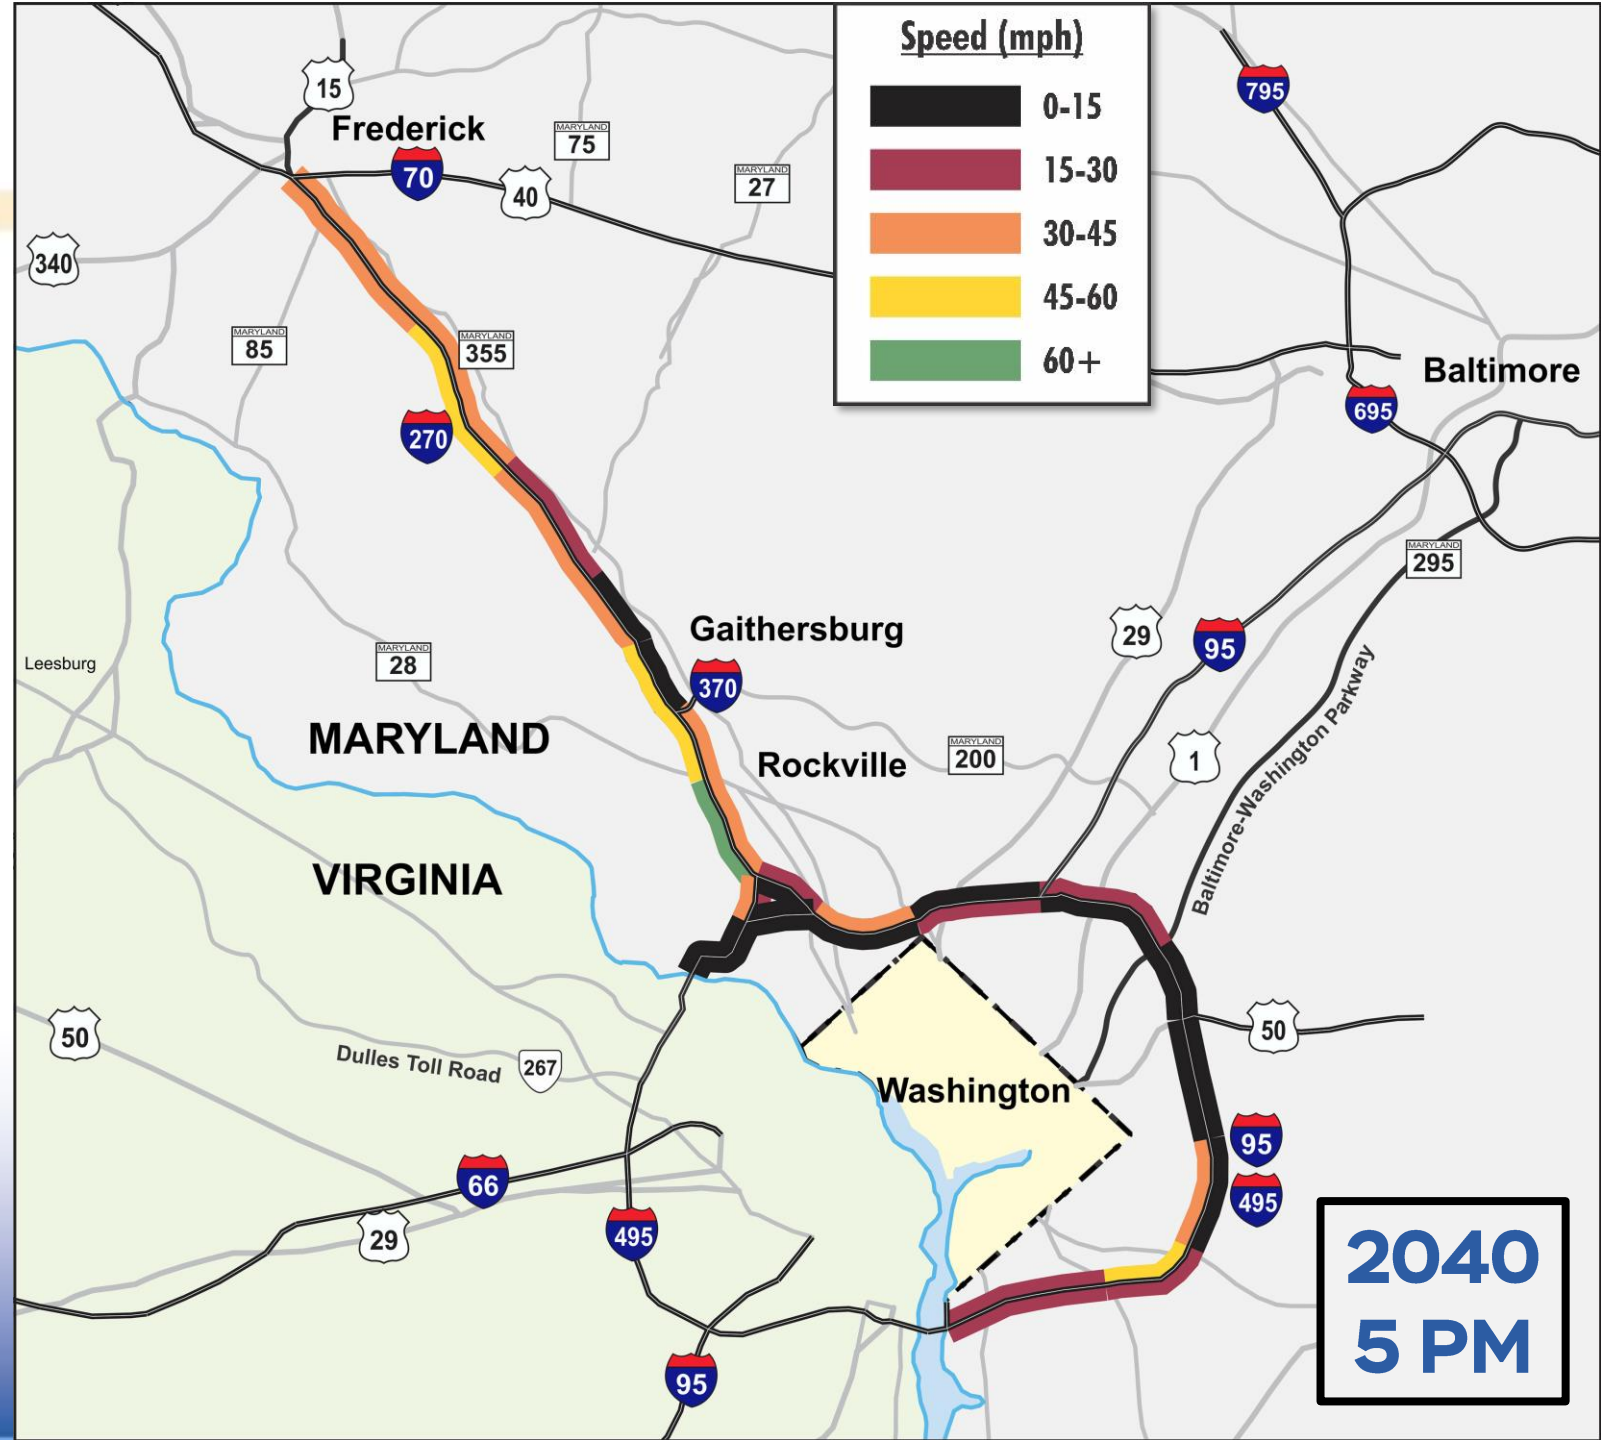 Speed (mph)
0-15
15-30
30-45
45-60
60+
15
Frederick
MARYLAND
75
795
70
40
MARYLAND
27
340
MARYLAND
85
MARYLAND
355
Baltimore
695
270
MARYLAND
295
Gaithersburg
29
95
Leesburg
MARYLAND
28
370
MARYLAND
Rockville
MARYLAND
200
1
Baltimore-Washington Parkway
VIRGINIA
50
50
Dulles Toll Road
267
Washington
95
66
495
29
495
2040
5 PM
95